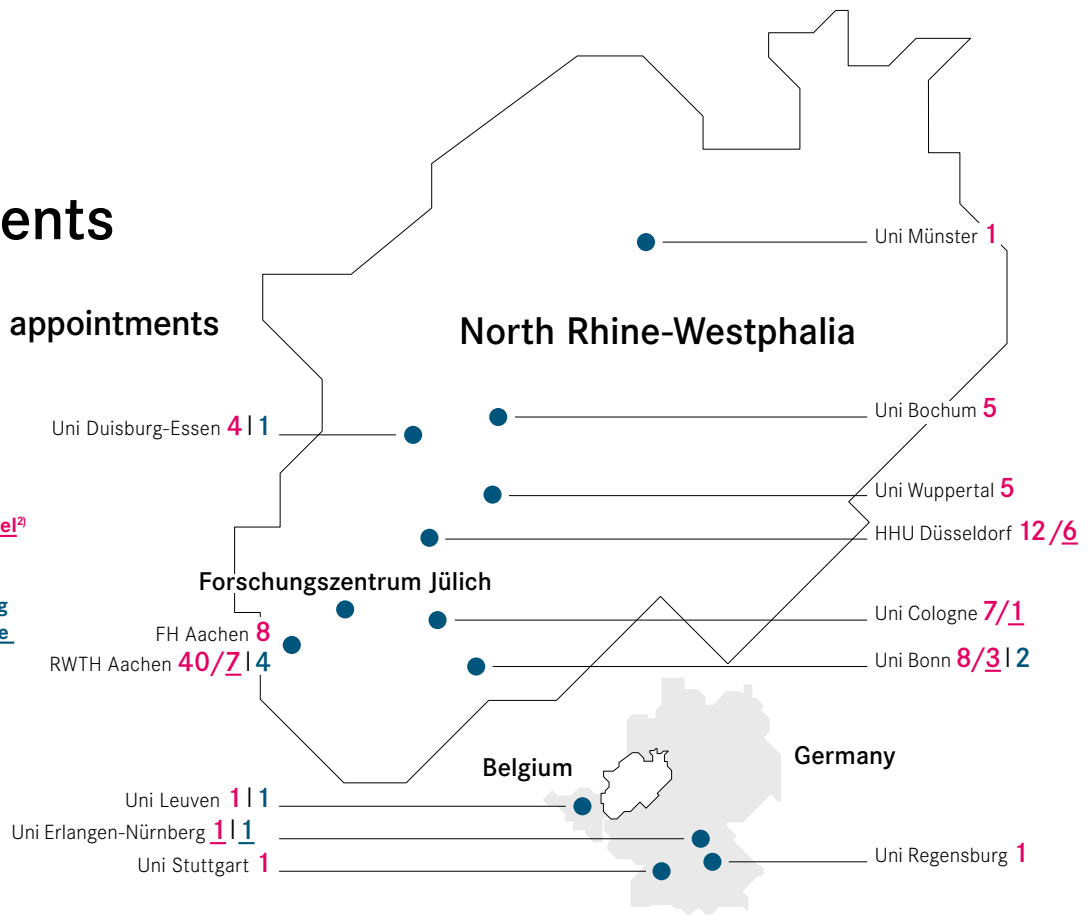 ents
appointments
North Rhine-Westphalia
Uni Münster 1
Uni Duisburg-Essen 4 | 1
Uni Bochum 5
Uni Wuppertal 5
el²⁾
HHU Düsseldorf 12/6
Forschungszentrum Jülich
g
e
FH Aachen 8
Uni Cologne 7/1
RWTH Aachen 40/7 | 4
Uni Bonn 8/3 | 2
Belgium
Germany
Uni Leuven 1 | 1
Uni Erlangen-Nürnberg 1 | 1
Uni Stuttgart 1
Uni Regensburg 1